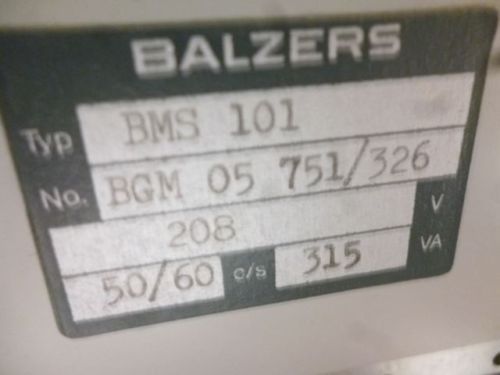 BALZERS
Typ BMS 101
No. BGM 05 751/326
208 V
50/60 c/s 315 VA